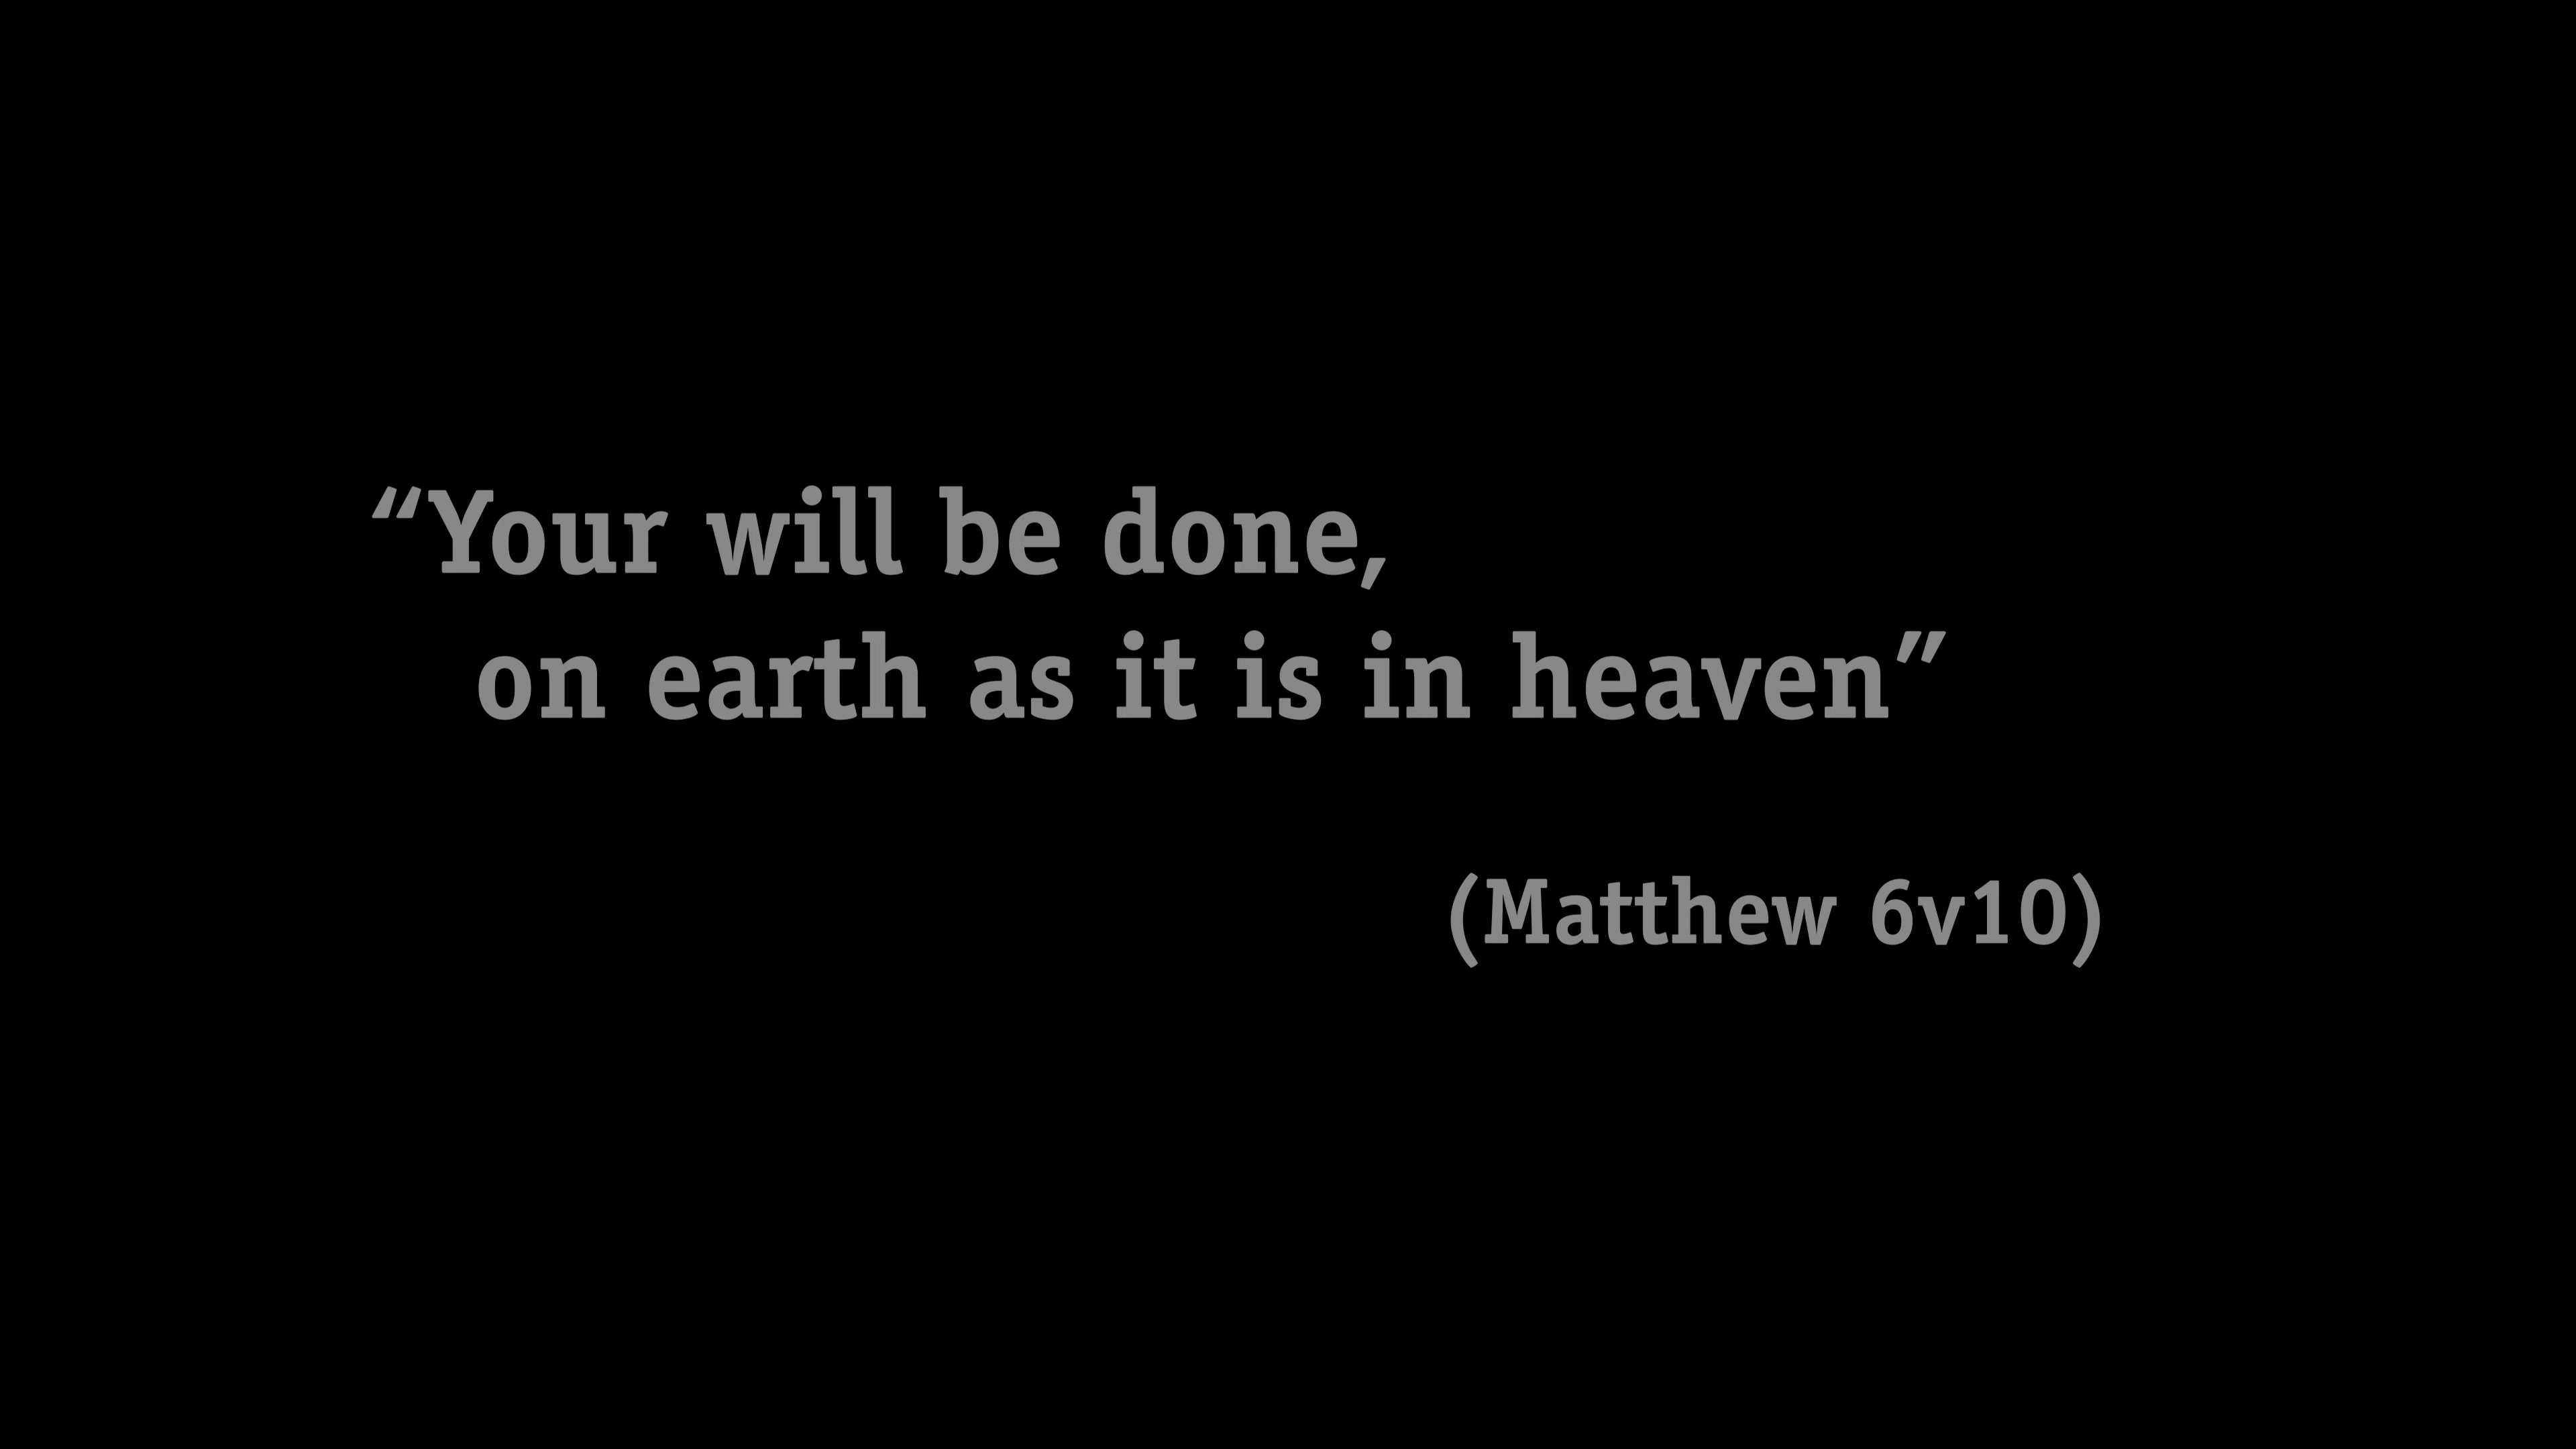 “Your will be done,
on earth as it is in heaven”
(Matthew 6v10)